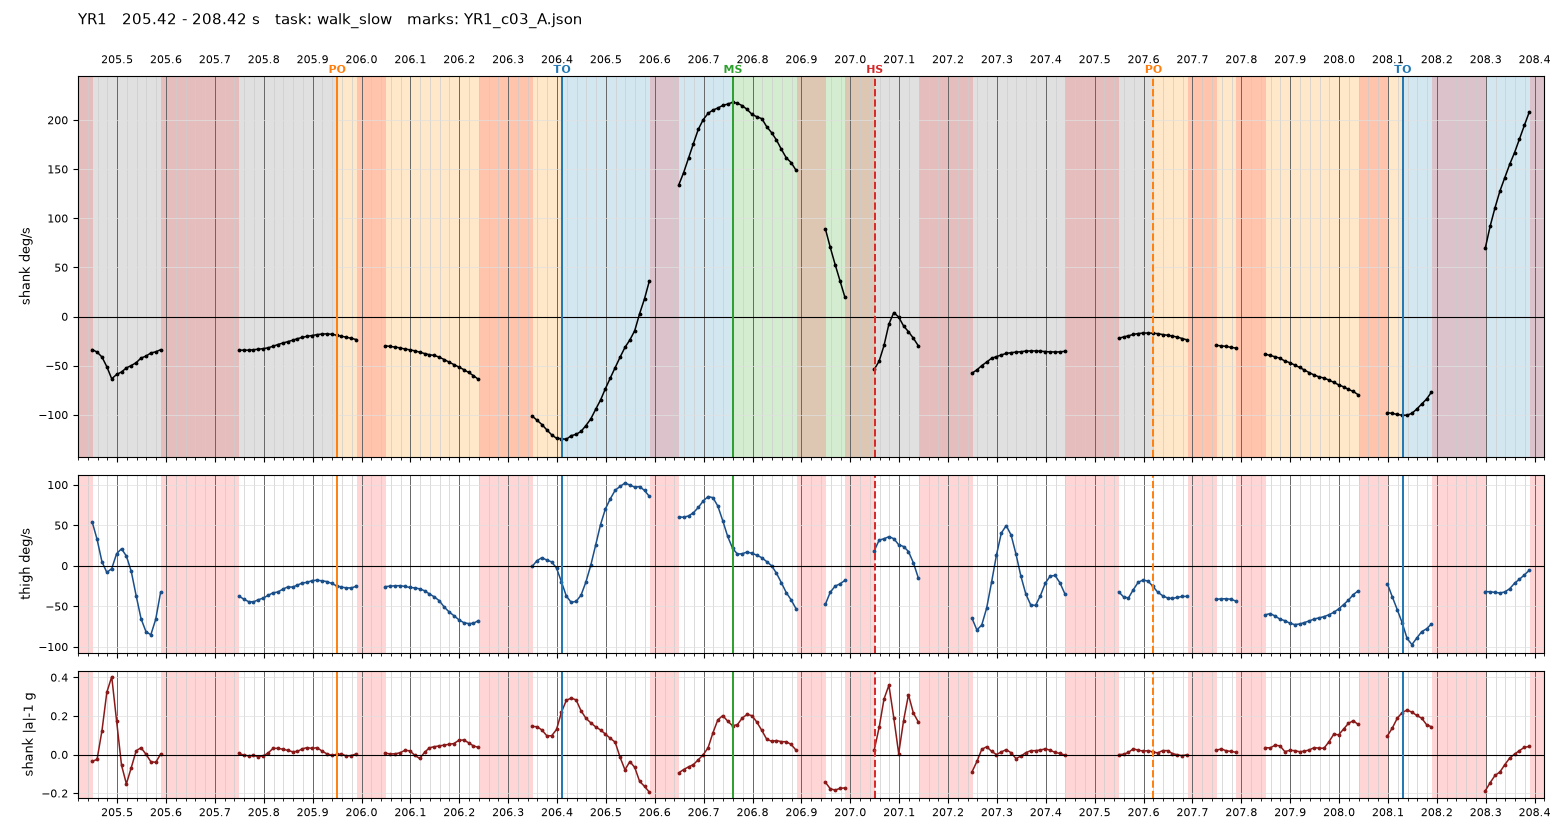 YR1 205.42 - 208.42 s task: walk_slow marks: YR1_c03_A.json
205.5 205.6 205.7 205.8 205.9 206.0 206.1 206.2 206.3 206.4 206.5 206.6 206.7 206.8 206.9 207.0 207.1 207.2 207.3 207.4 207.5 207.6 207.7 207.8 207.9 208.0 208.1 208.2 208.3 208.4
PO TO MS HS PO TO
shank deg/s
200
150
100
50
0
−50
−100
thigh deg/s
100
50
0
−50
−100
shank |a|-1 g
0.4
0.2
0.0
−0.2
205.5 205.6 205.7 205.8 205.9 206.0 206.1 206.2 206.3 206.4 206.5 206.6 206.7 206.8 206.9 207.0 207.1 207.2 207.3 207.4 207.5 207.6 207.7 207.8 207.9 208.0 208.1 208.2 208.3 208.4